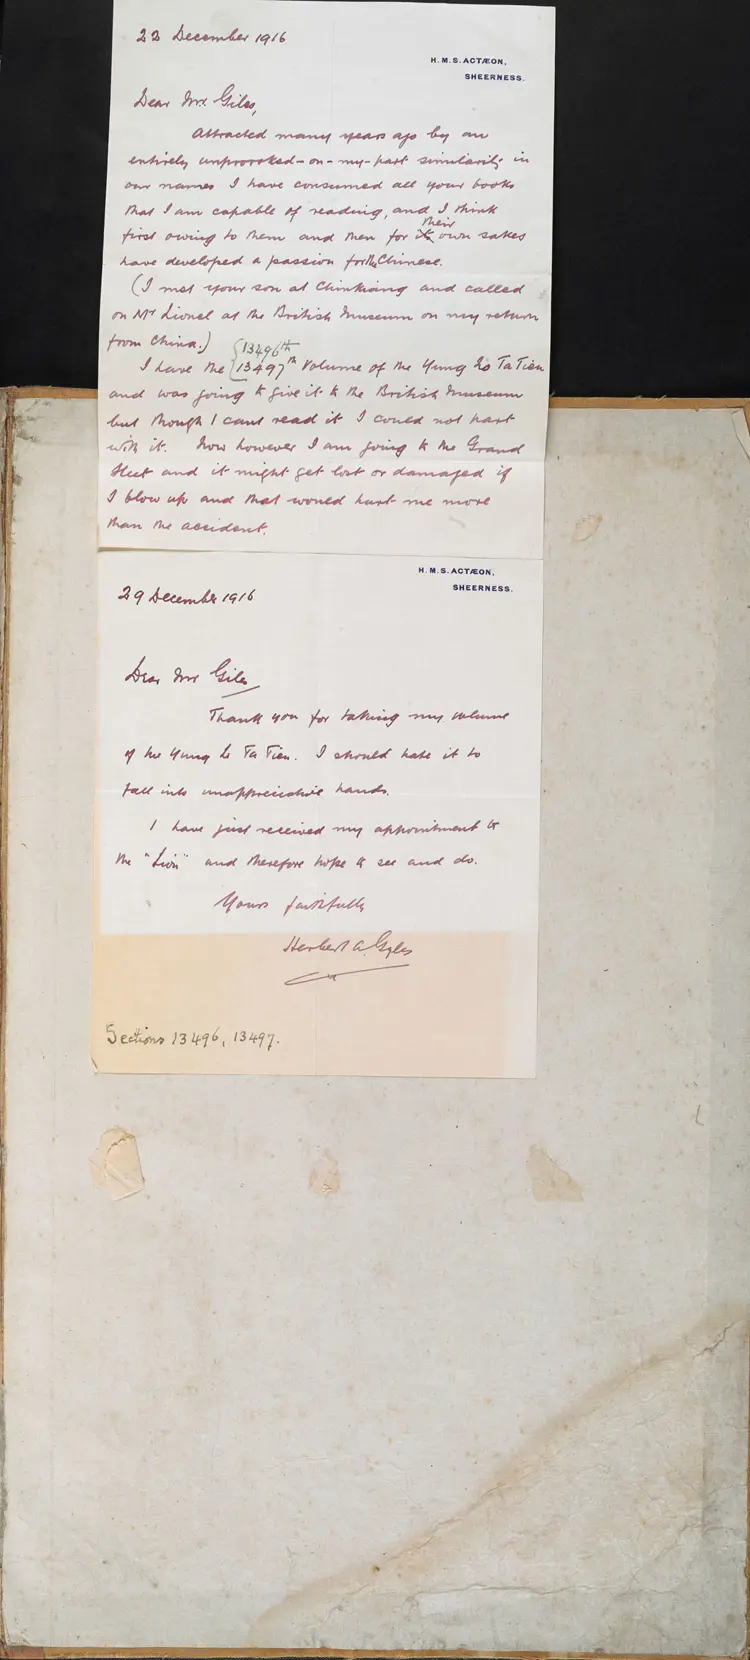 22 December 1916
H.M.S. ACTÆON,
SHEERNESS.
Dear Mr Giles,
Attracted many years ago by an
entirely unprovoked-on-my-part similarity in
our names I have consumed all your books
that I am capable of reading, and I think
first owing to them and then for their own sakes
have developed a passion for the Chinese.
(I met your son at Chinkiang and called
on Mr Lionel at the British Museum on my return
from China.)
13496th
I have the 13497th Volume of the Yung Lo Ta Tien
and was going to give it to the British Museum
but though I cant read it I could not part
with it. Now however I am going to the Grand
Fleet and it might get lost or damaged if
I blow up and that would hurt me more
than the accident.
H.M.S. ACTÆON,
SHEERNESS.
29 December 1916
Dear Mr Giles
Thank you for taking my volume
of the Yung Lo Ta Tien. I should hate it to
fall into unappreciative hands.
I have just received my appointment to
the "Lion" and therefore hope to see and do.
Yours faithfully
Herbert A. Gyles
Sections 13496, 13497.